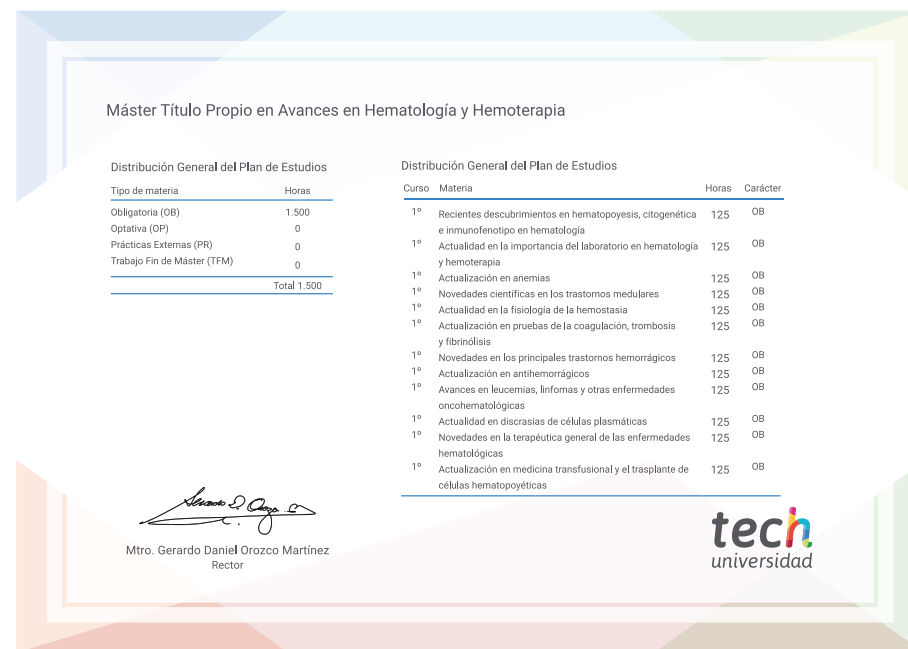 Máster Título Propio en Avances en Hematología y Hemoterapia
Distribución General del Plan de Estudios
Tipo de materia Horas
Obligatoria (OB) 1.500
Optativa (OP) 0
Prácticas Externas (PR) 0
Trabajo Fin de Máster (TFM) 0
Total 1.500
Distribución General del Plan de Estudios
Curso Materia Horas Carácter
1º Recientes descubrimientos en hematopoyesis, citogenética 125 OB
e inmunofenotipo en hematología
1º Actualidad en la importancia del laboratorio en hematología 125 OB
y hemoterapia
1º Actualización en anemias 125 OB
1º Novedades científicas en los trastornos medulares 125 OB
1º Actualidad en la fisiología de la hemostasia 125 OB
1º Actualización en pruebas de la coagulación, trombosis 125 OB
y fibrinólisis
1º Novedades en los principales trastornos hemorrágicos 125 OB
1º Actualización en antihemorrágicos 125 OB
1º Avances en leucemias, linfomas y otras enfermedades 125 OB
oncohematológicas
1º Actualidad en discrasias de células plasmáticas 125 OB
1º Novedades en la terapéutica general de las enfermedades 125 OB
hematológicas
1º Actualización en medicina transfusional y el trasplante de 125 OB
células hematopoyéticas
Mtro. Gerardo Daniel Orozco Martínez
Rector
tech
universidad